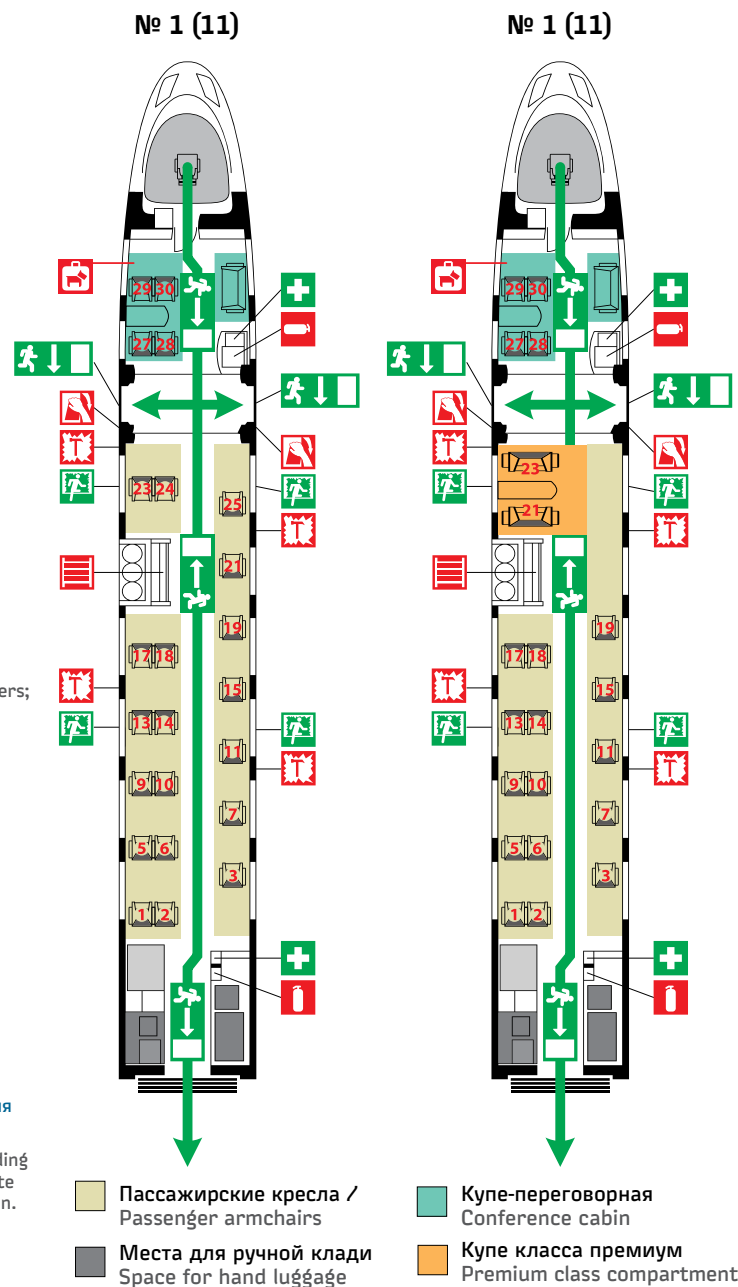 № 1 (11)
№ 1 (11)
29 30
27 28
23 24
25
21
19
17 18
15
13 14
11
9 10
7
5 6
3
1 2
29 30
27 28
23
21
19
17 18
15
13 14
11
9 10
7
5 6
3
1 2
T
T
T
T
T
T
T
T
ers;
ия
ding
te
n.
Пассажирские кресла /
Passenger armchairs
Места для ручной клади
Space for hand luggage
Купе-переговорная
Conference cabin
Купе класса премиум
Premium class compartment